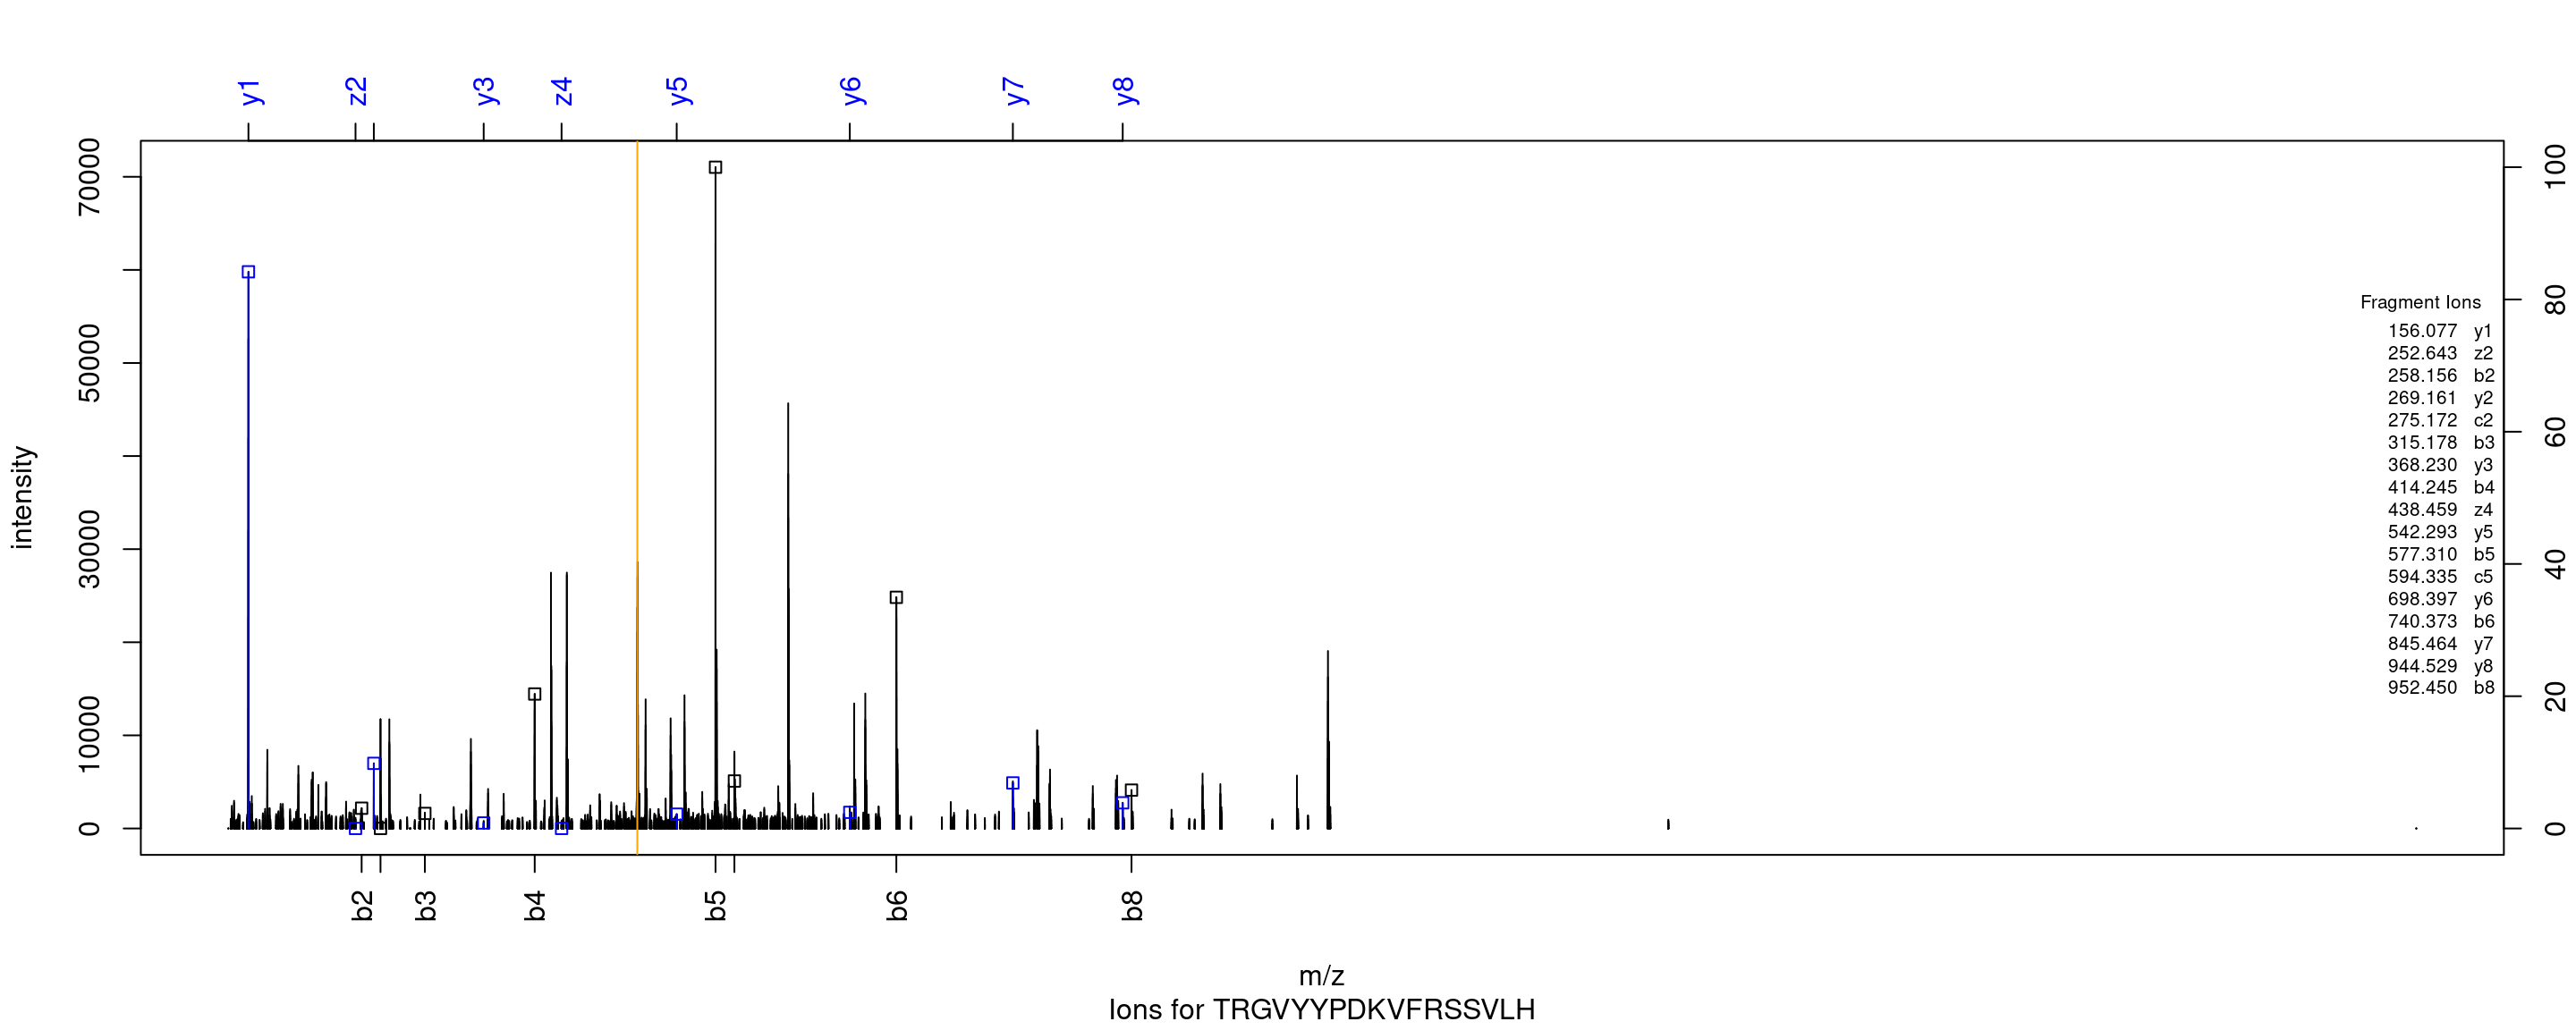 y1 z2 y3 z4 y5 y6 y7 y8
70000
50000
30000
10000
0
intensity
100
80
60
40
20
0
Fragment Ions
156.077 y1
252.643 z2
258.156 b2
269.161 y2
275.172 c2
315.178 b3
368.230 y3
414.245 b4
438.459 z4
542.293 y5
577.310 b5
594.335 c5
698.397 y6
740.373 b6
845.464 y7
944.529 y8
952.450 b8
b2 b3 b4 b5 b6 b8
m/z
Ions for TRGVYYPDKVFRSSVLH